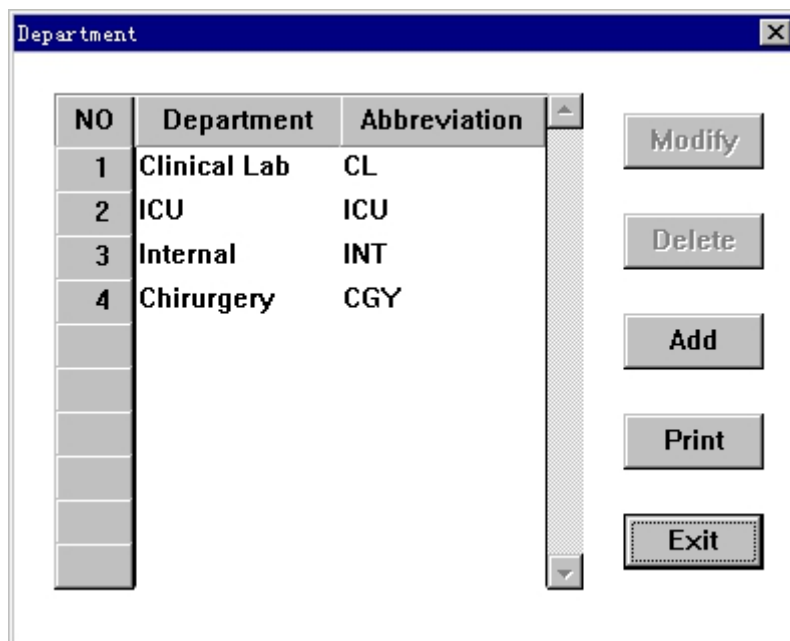 Department
NO Department Abbreviation
1 Clinical Lab CL
2 ICU ICU
3 Internal INT
4 Chirurgery CGY
Modify
Delete
Add
Print
Exit